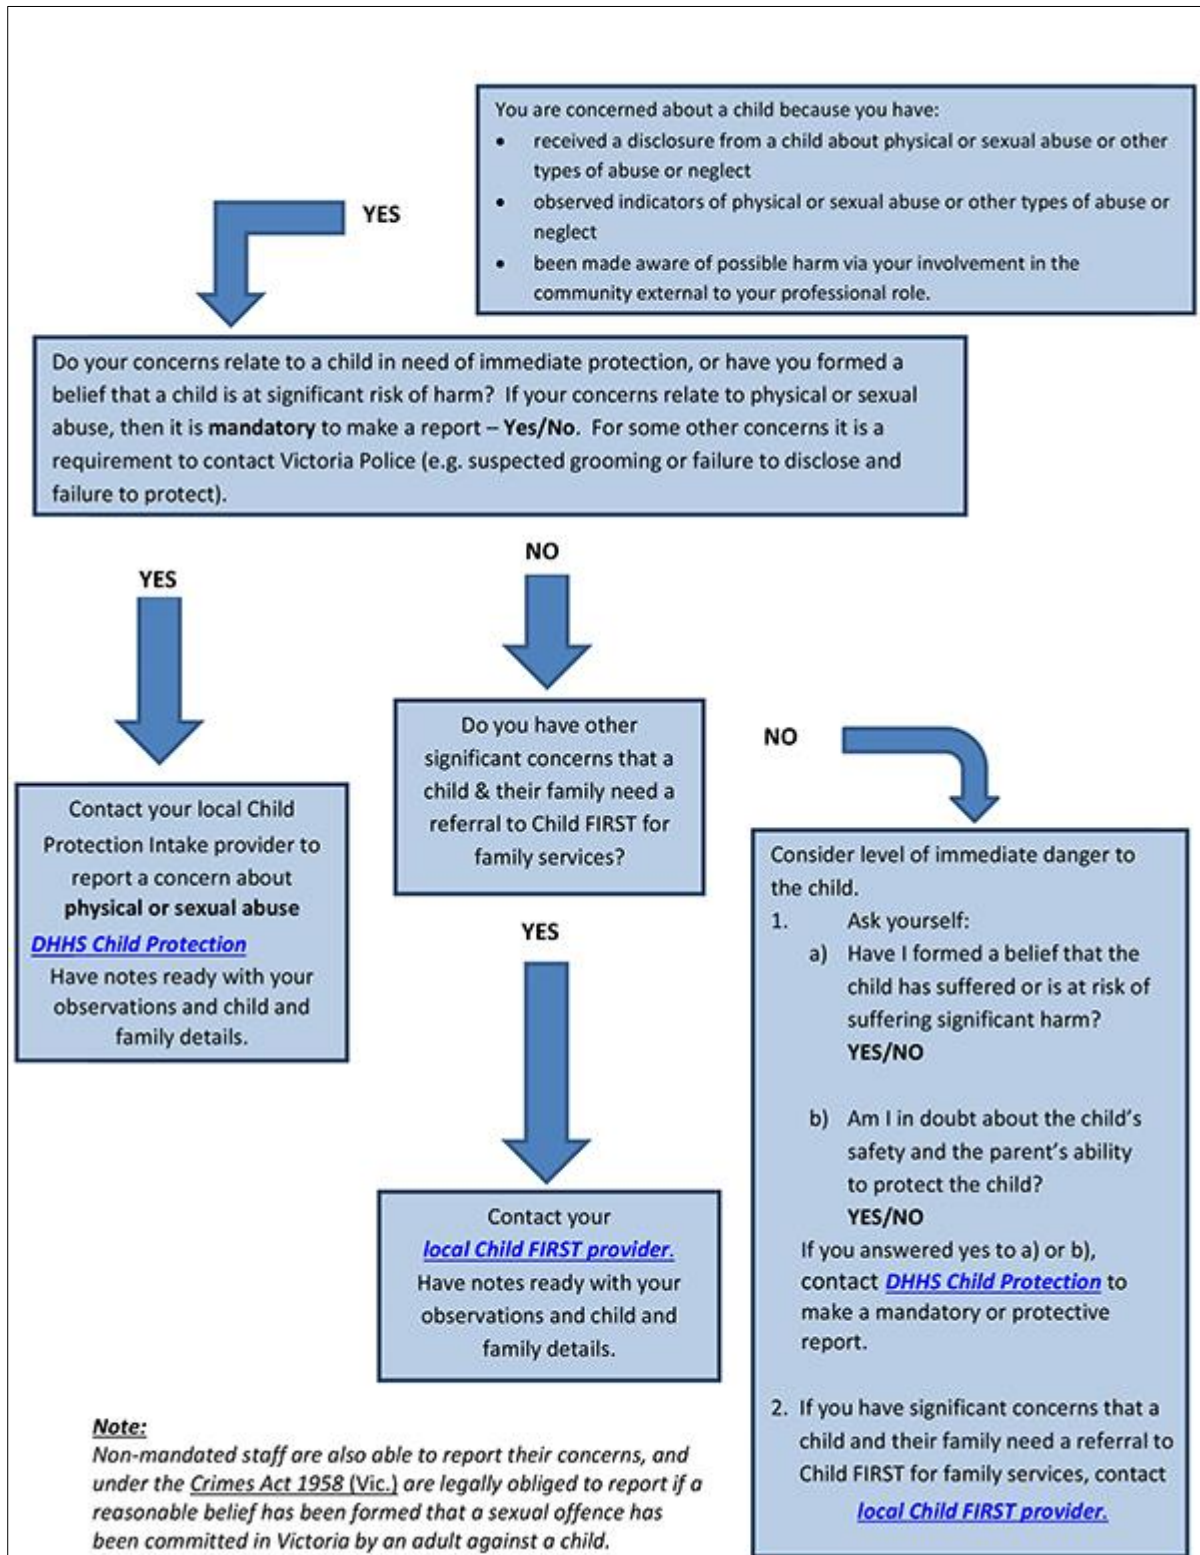 You are concerned about a child because you have:
• received a disclosure from a child about physical or sexual abuse or other
types of abuse or neglect
• observed indicators of physical or sexual abuse or other types of abuse or
neglect
• been made aware of possible harm via your involvement in the
community external to your professional role.
YES
Do your concerns relate to a child in need of immediate protection, or have you formed a
belief that a child is at significant risk of harm? If your concerns relate to physical or sexual
abuse, then it is mandatory to make a report – Yes/No. For some other concerns it is a
requirement to contact Victoria Police (e.g. suspected grooming or failure to disclose and
failure to protect).
YES
NO
Contact your local Child
Protection Intake provider to
report a concern about
physical or sexual abuse
DHHS Child Protection
Have notes ready with your
observations and child and
family details.
Do you have other
significant concerns that a
child & their family need a
referral to Child FIRST for
family services?
YES
NO
Contact your
local Child FIRST provider.
Have notes ready with your
observations and child and
family details.
Consider level of immediate danger to
the child.
1. Ask yourself:
a) Have I formed a belief that the
child has suffered or is at risk of
suffering significant harm?
YES/NO
b) Am I in doubt about the child's
safety and the parent's ability
to protect the child?
YES/NO
If you answered yes to a) or b),
contact DHHS Child Protection to
make a mandatory or protective
report.
2. If you have significant concerns that a
child and their family need a referral to
Child FIRST for family services, contact
local Child FIRST provider.
Note:
Non-mandated staff are also able to report their concerns, and
under the Crimes Act 1958 (Vic.) are legally obliged to report if a
reasonable belief has been formed that a sexual offence has
been committed in Victoria by an adult against a child.